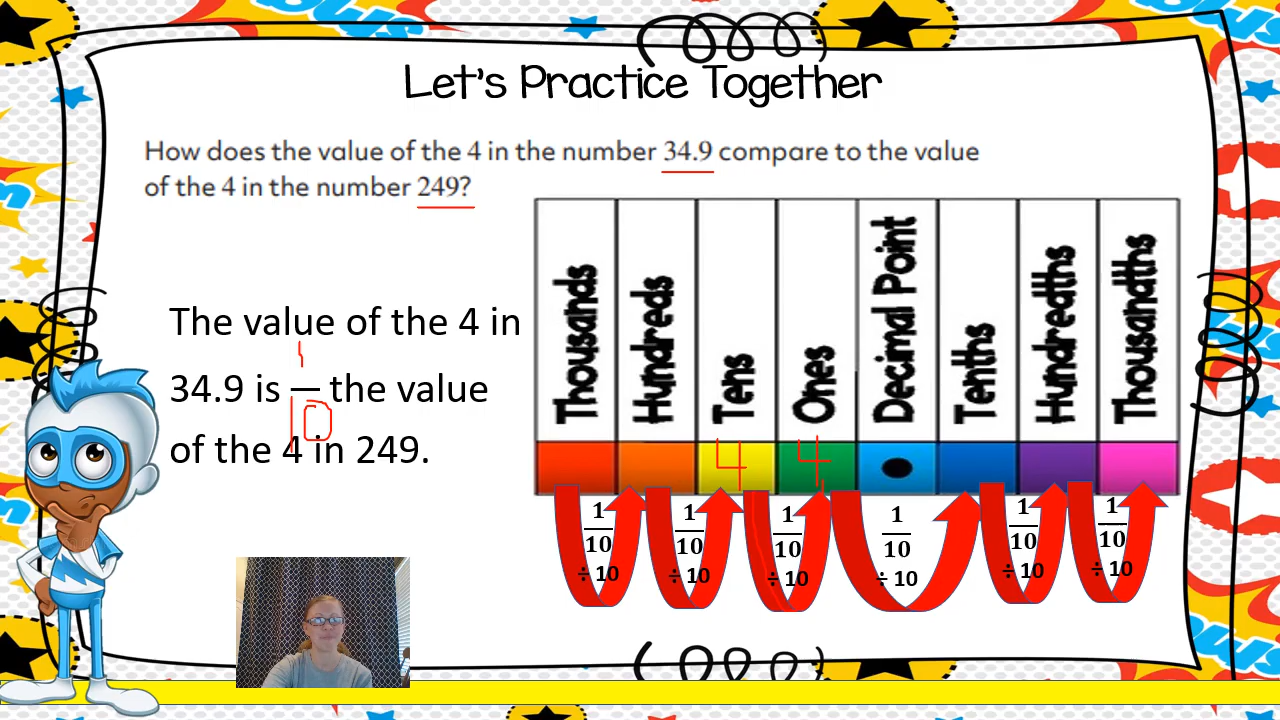 Let's Practice Together
How does the value of the 4 in the number 34.9 compare to the value
of the 4 in the number 249?
Thousands
Hundreds
Tens
Ones
Decimal Point
Tenths
Hundredths
Thousandths
The value of the 4 in
1
34.9 is — the value
10
of the 4 in 249.
4 4
1 1 1 1 1 1
10 10 10 10 10 10
÷ 10 ÷ 10 ÷ 10 ÷ 10 ÷ 10 ÷ 10